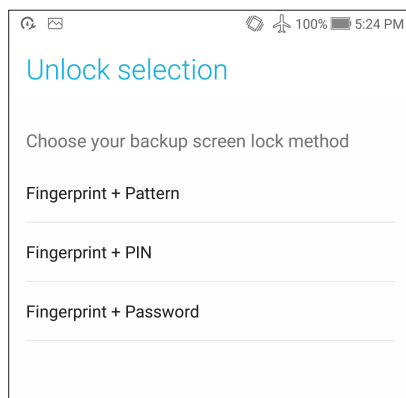 100% 5:24 PM
Unlock selection
Choose your backup screen lock method
Fingerprint + Pattern
Fingerprint + PIN
Fingerprint + Password